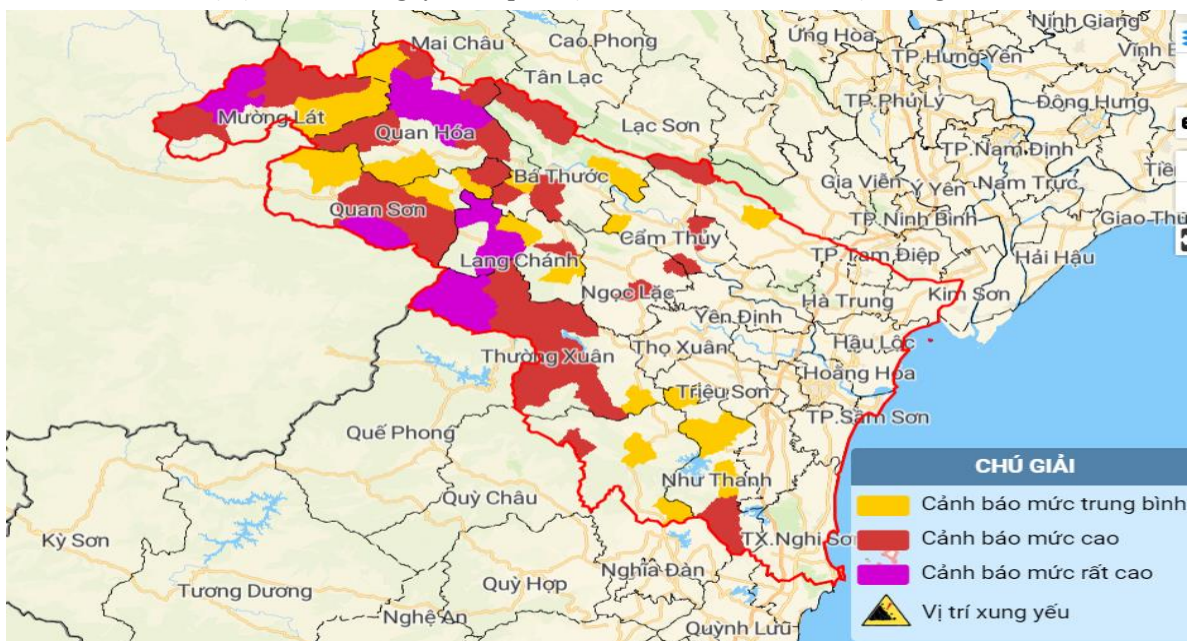 Ninh Giang
Mai Châu
Cao Phong
Ứng Hòa
TP.Hưng Yên
Vĩnh
Tân Lạc
TP.Phủ Lý
Đông Hưng
Mường Lát
Quan Hóa
Lạc Sơn
TP.Nam Định
Bá Thước
Gia Viễn
Ý Yên
Nam Trực
Tiề
Quan Sơn
TP.Ninh Bình
Giao Thủ
Cẩm Thủy
Lang Chánh
TP.Tam Điệp
Hải Hậu
Ngọc Lặc
Hà Trung
Kim Sơn
Yên Định
Thường Xuân
Thọ Xuân
Hậu Lộc
Hoằng Hóa
Triệu Sơn
TP.Sầm Sơn
Quế Phong
Như Thanh
Quỳ Châu
Kỳ Sơn
TX.Nghi Sơ
Nghĩa Đàn
Tương Dương
Quỳ Hợp
Nghệ An
Quỳnh Lưu
CHÚ GIẢI
Cảnh báo mức trung bình
Cảnh báo mức cao
Cảnh báo mức rất cao
Vị trí xung yếu